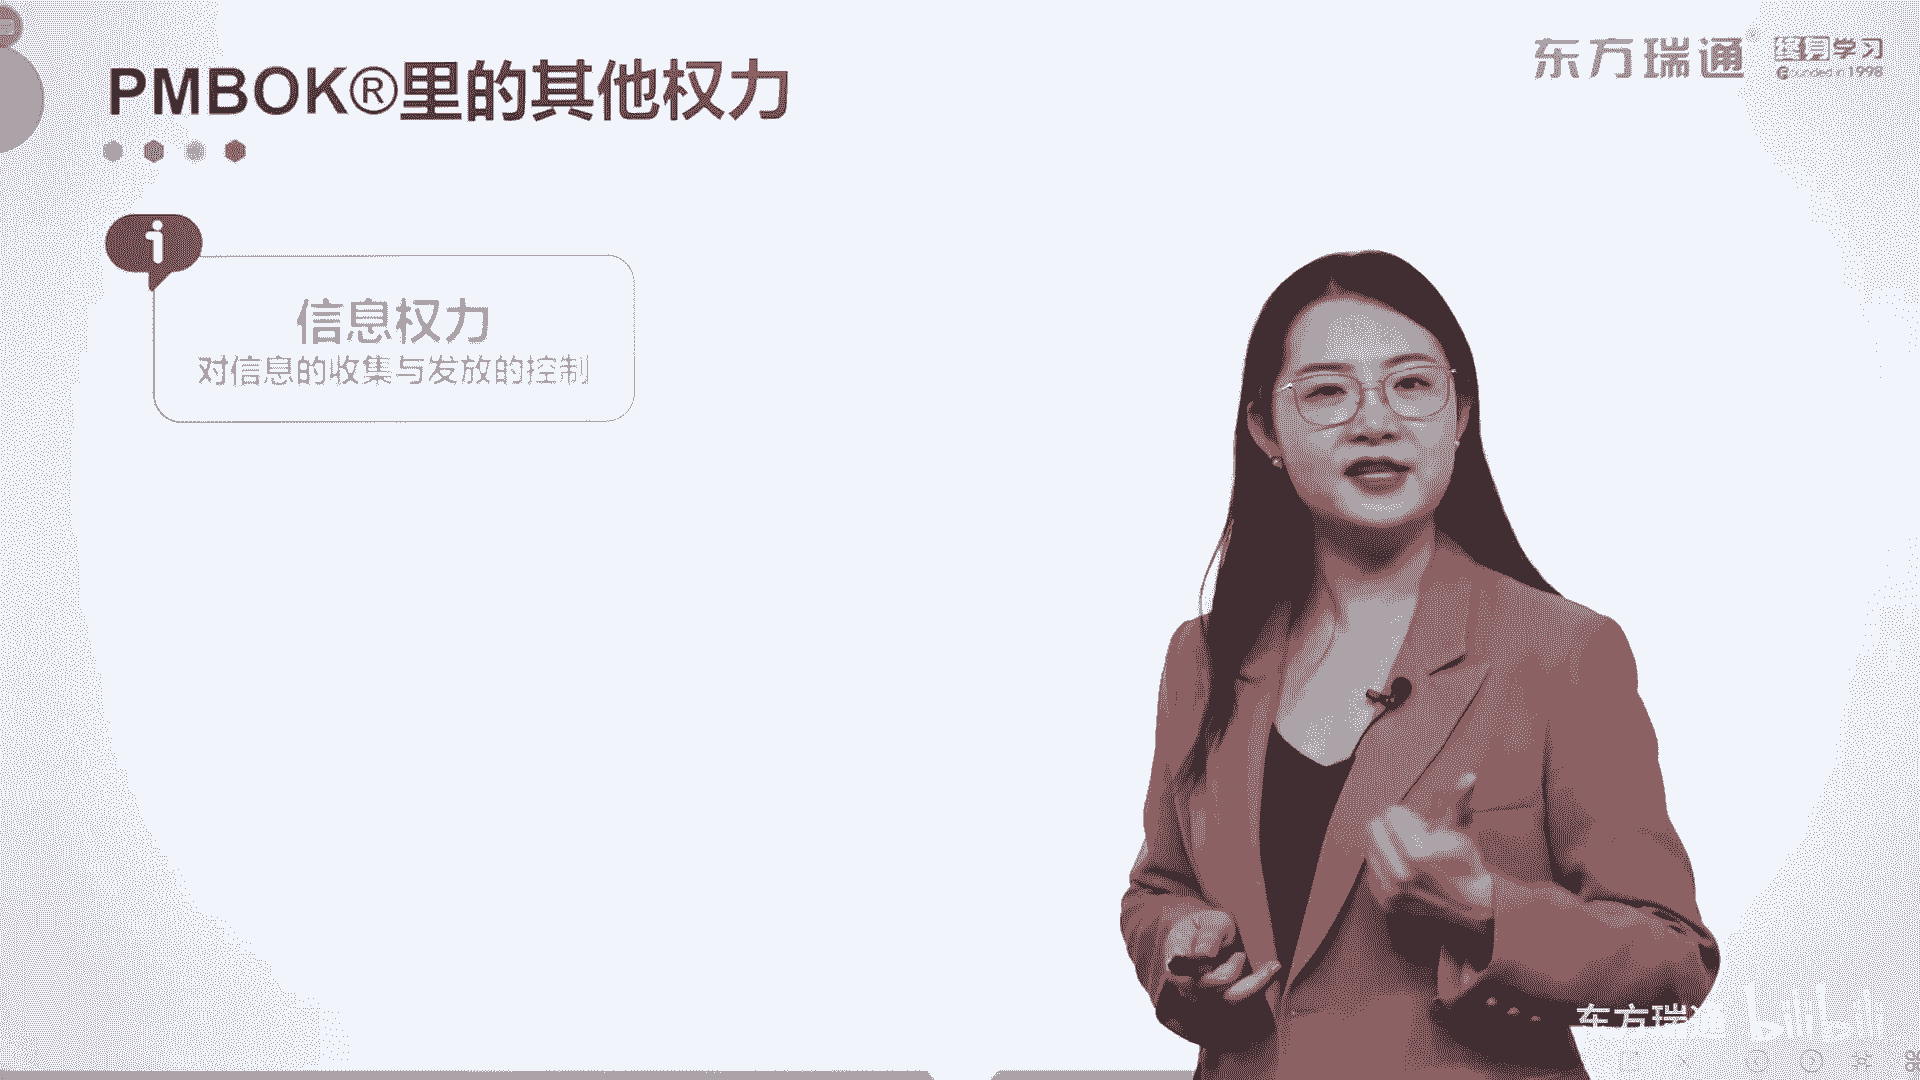 PMBOK®里的其他权力
东方瑞通®
终身学习
Founded in 1998
i
信息权力
对信息的收集与发放的控制
东方瑞通
bilibili